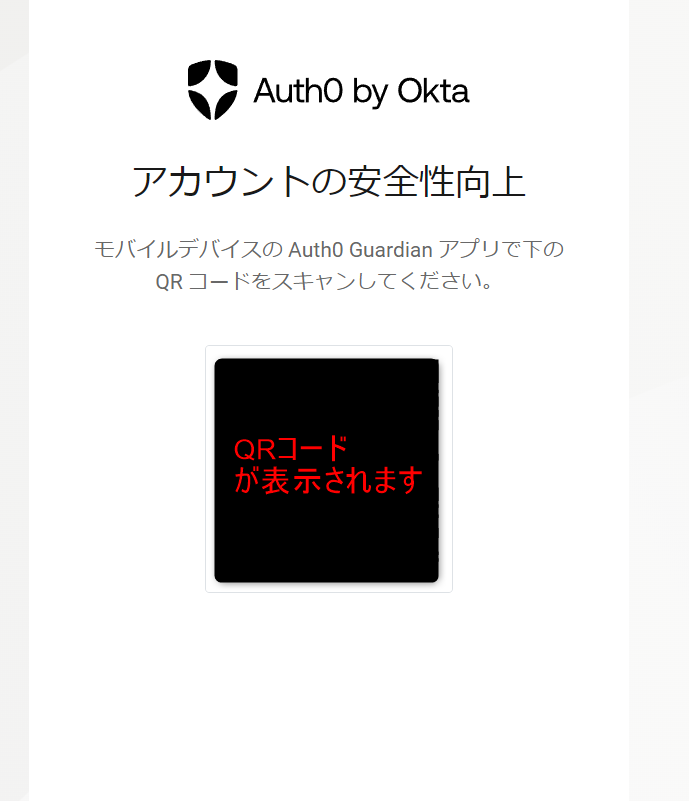 Auth0 by Okta
アカウントの安全性向上
モバイルデバイスの Auth0 Guardian アプリで下の
QR コードをスキャンしてください。
QRコード
が表示されます